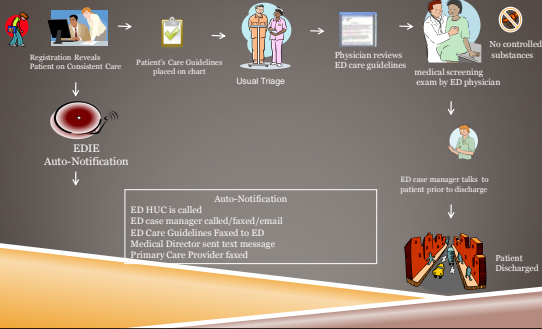 Registration Reveals
Patient on Consistent Care
Patient's Care Guidelines
placed on chart
Usual Triage
Physician reviews
ED care guidelines
medical screening
exam by ED physician
No controlled
substances
EDIE
Auto-Notification
ED case manager talks to
patient prior to discharge
Auto-Notification
ED HUC is called
ED case manager called/faxed/email
ED Care Guidelines Faxed to ED
Medical Director sent text message
Primary Care Provider faxed
Patient
Discharged